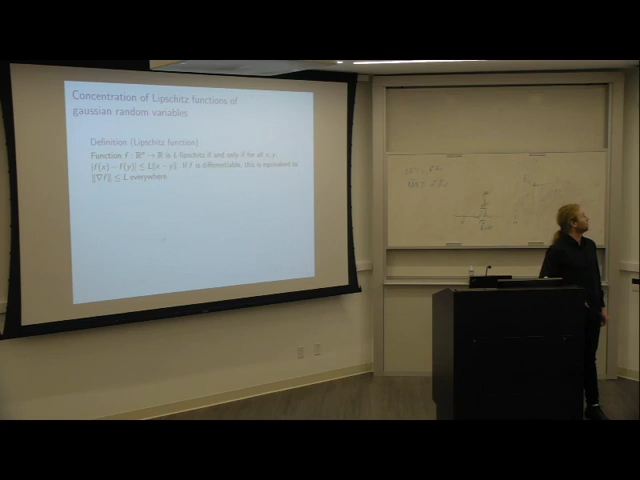 Concentration of Lipschitz functions of
gaussian random variables
Definition (Lipschitz function)
Function f : ℝⁿ → ℝ is L-lipschitz if and only if for all x, y,
|f(x) − f(y)| ≤ L‖x − y‖. If f is differentiable, this is equivalent to
‖∇f‖ ≤ L everywhere.